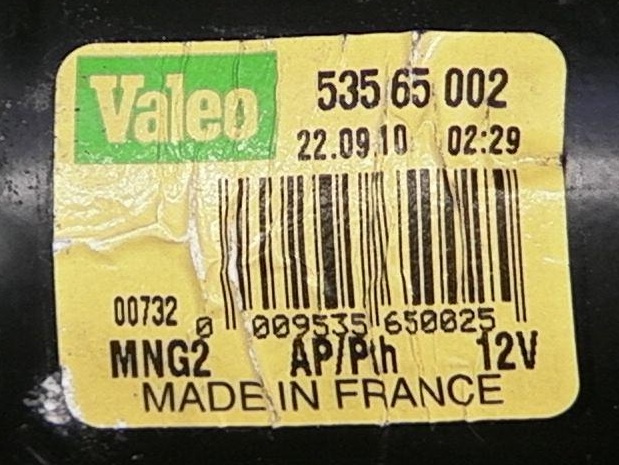 Valeo 535 65 002
22.09.10 02:29
00732 0 009535 650025
MNG2 AP/Pth 12V
MADE IN FRANCE